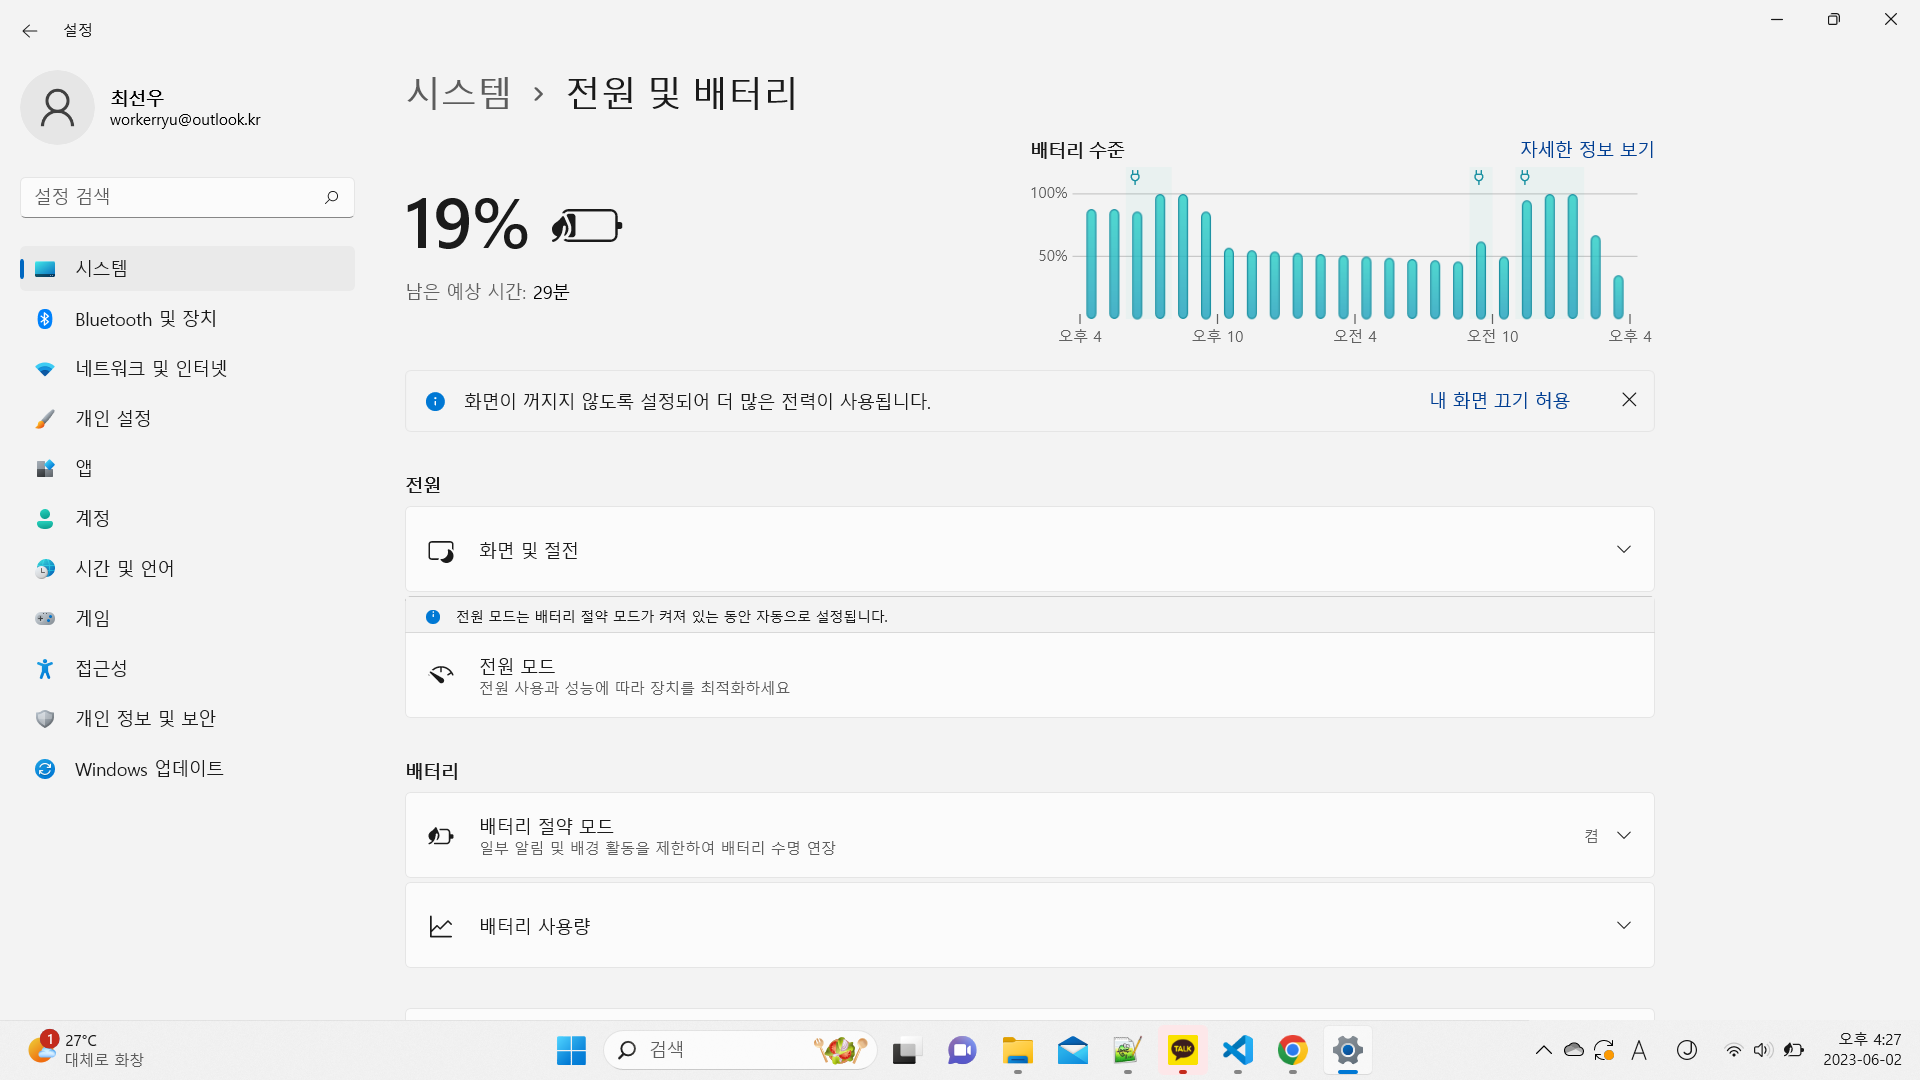 설정
최선우
workerryu@outlook.kr
설정 검색
시스템
Bluetooth 및 장치
네트워크 및 인터넷
개인 설정
앱
계정
시간 및 언어
게임
접근성
개인 정보 및 보안
Windows 업데이트
시스템 › 전원 및 배터리
19%
남은 예상 시간: 29분
배터리 수준
자세한 정보 보기
100%
50%
오후 4
오후 10
오전 4
오전 10
오후 4
화면이 꺼지지 않도록 설정되어 더 많은 전력이 사용됩니다.
내 화면 끄기 허용
전원
화면 및 절전
전원 모드는 배터리 절약 모드가 켜져 있는 동안 자동으로 설정됩니다.
전원 모드
전원 사용과 성능에 따라 장치를 최적화하세요
배터리
배터리 절약 모드
일부 알림 및 배경 활동을 제한하여 배터리 수명 연장
켬
배터리 사용량
1
27°C
대체로 화창
검색
TALK
A
J
오후 4:27
2023-06-02